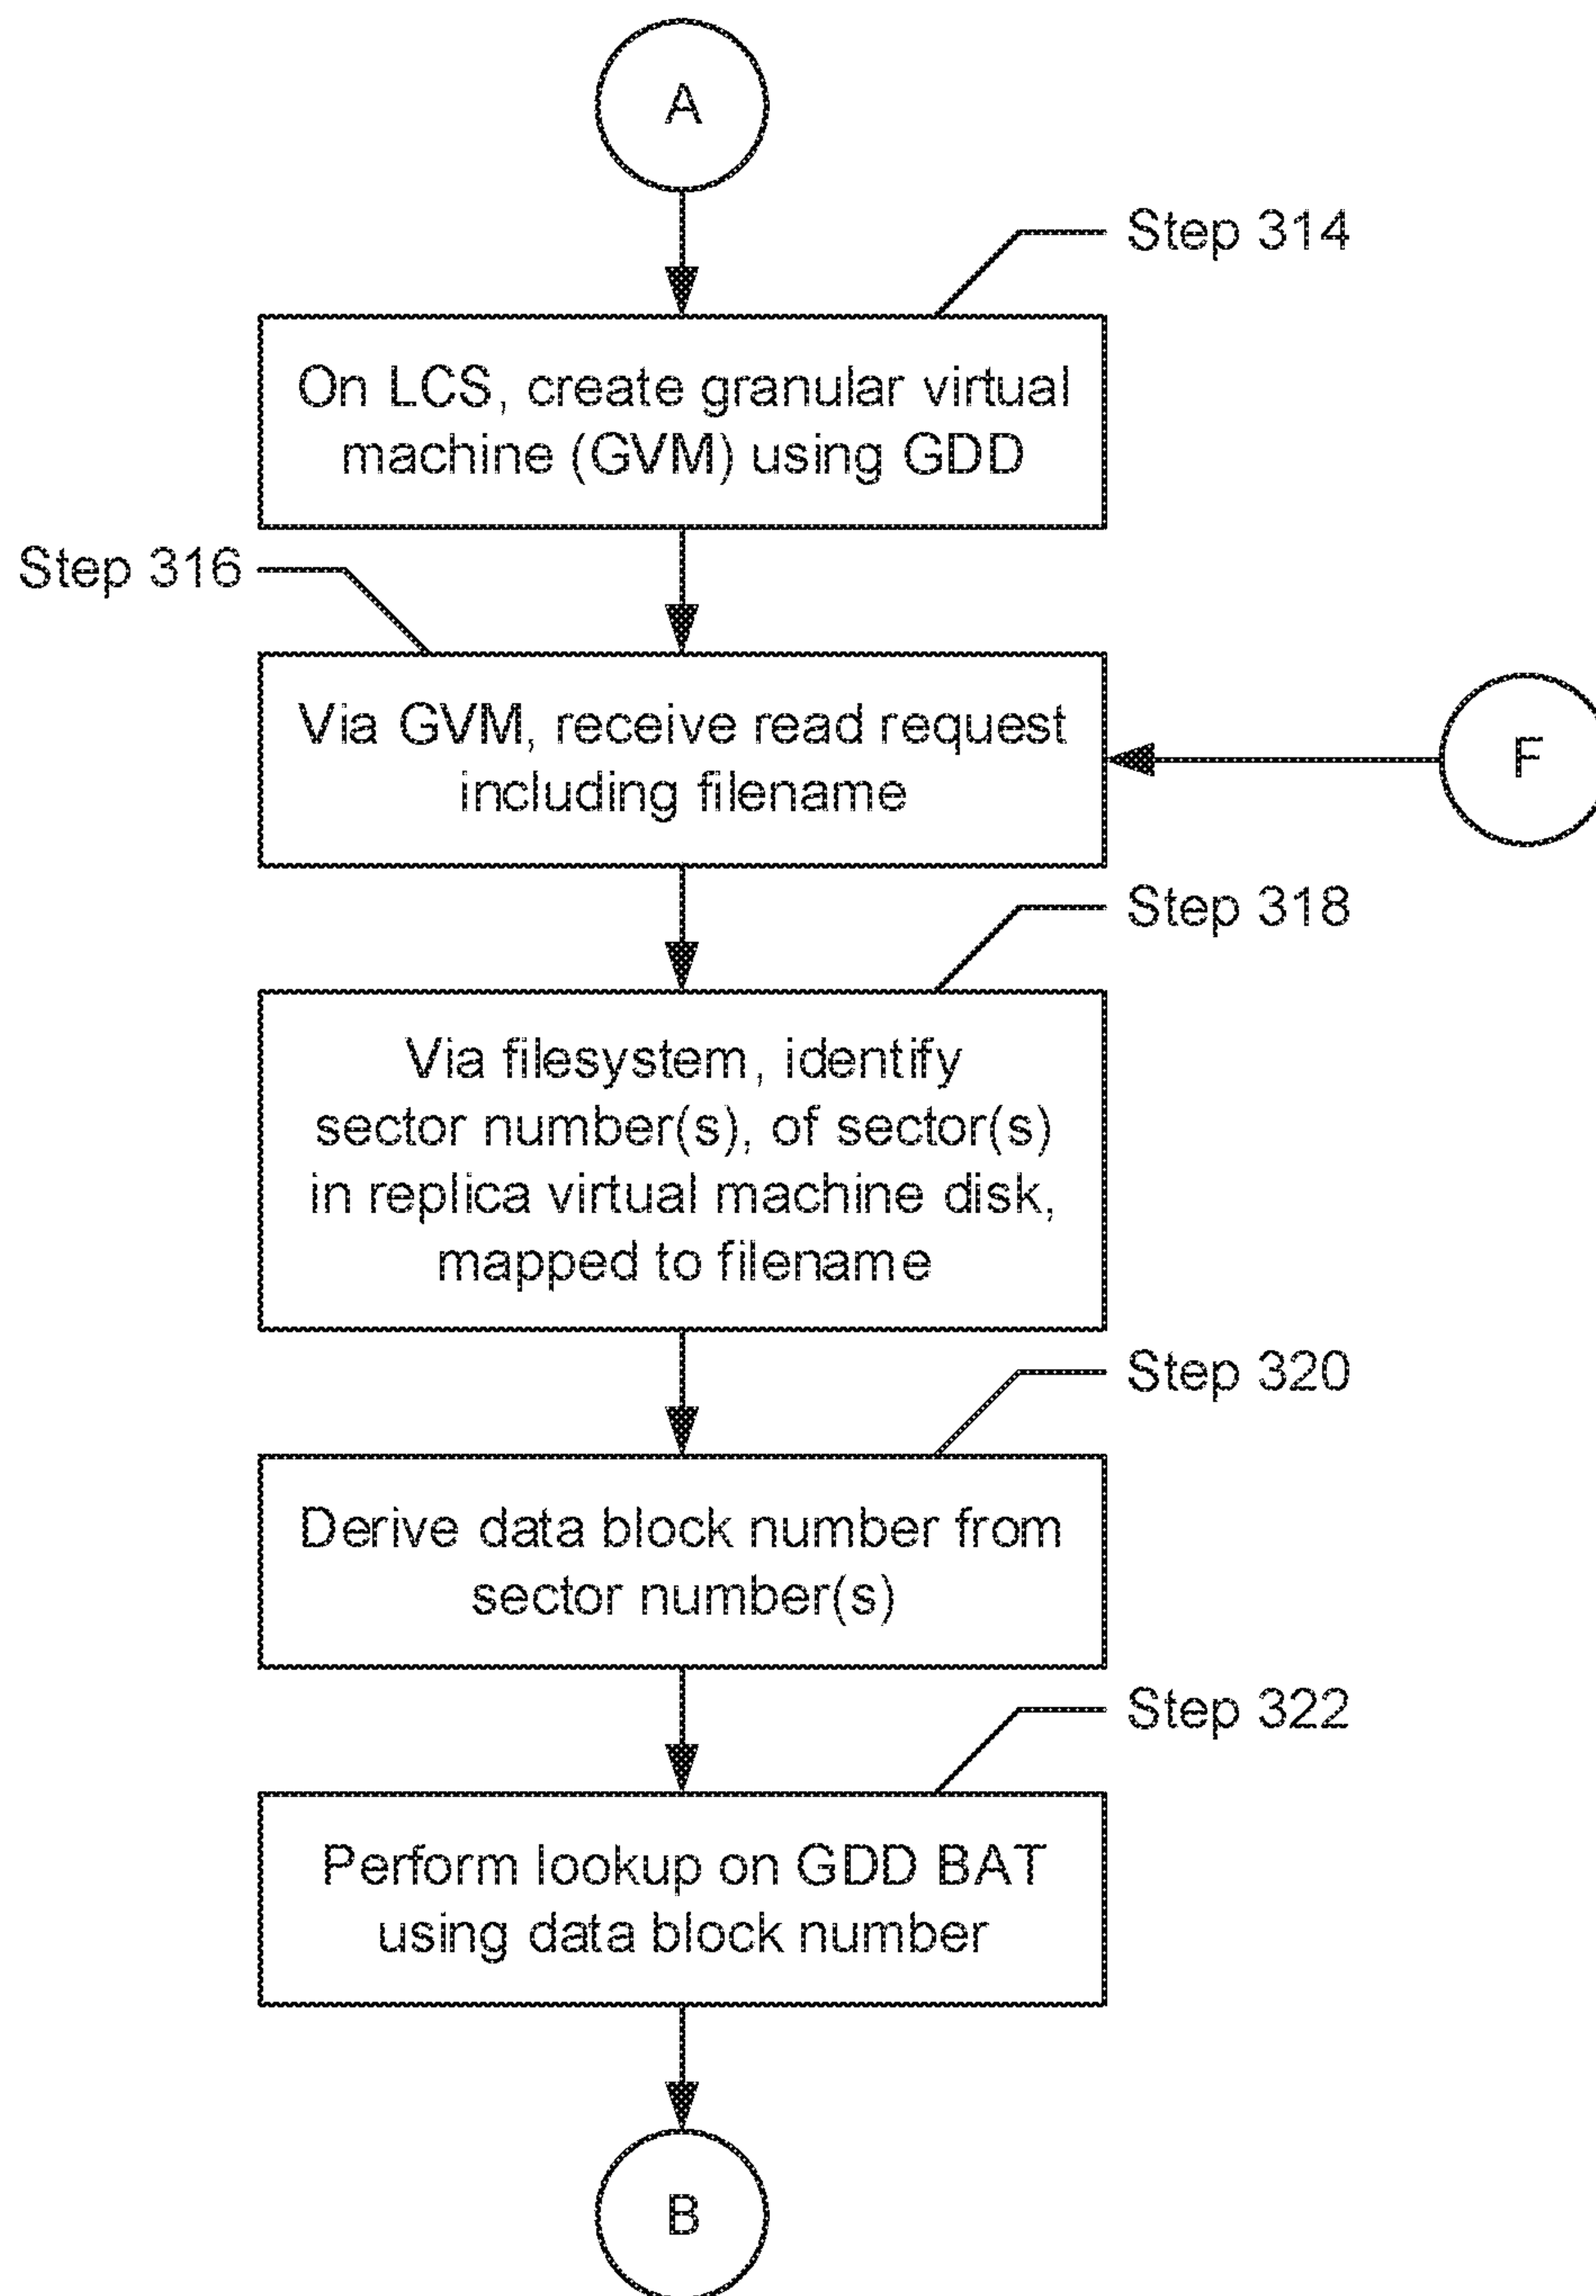 A
Step 314
On LCS, create granular virtual
machine (GVM) using GDD
Step 316
Via GVM, receive read request
including filename
F
Step 318
Via filesystem, identify
sector number(s), of sector(s)
in replica virtual machine disk,
mapped to filename
Step 320
Derive data block number from
sector number(s)
Step 322
Perform lookup on GDD BAT
using data block number
B